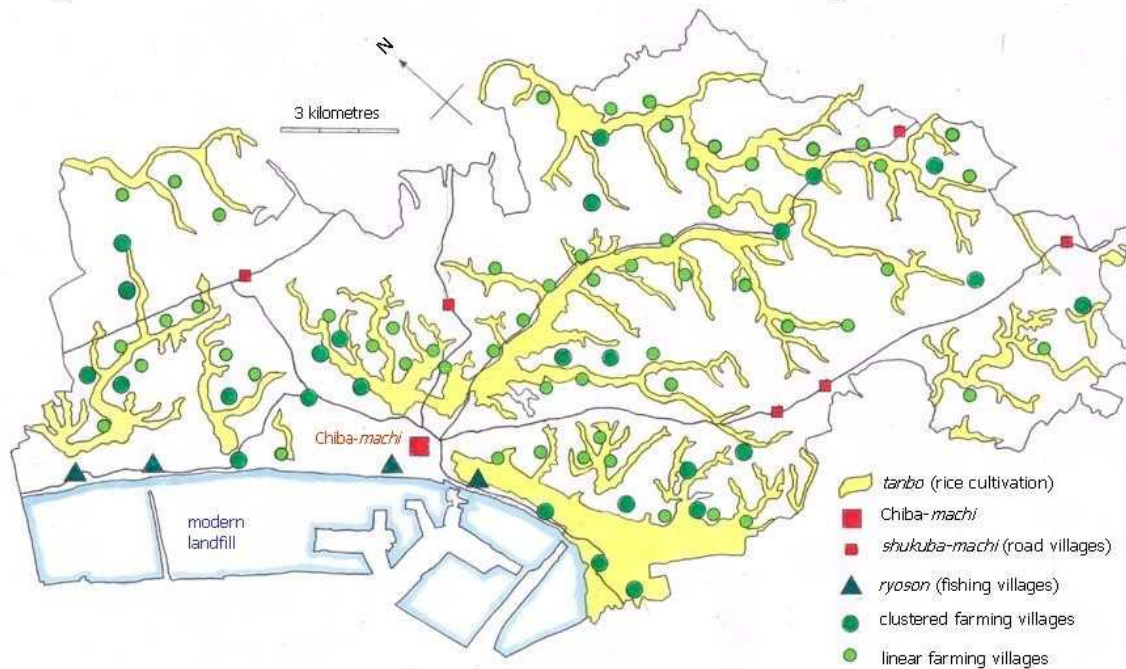 N
3 kilometres
Chiba-machi
modern
landfill
tanbo (rice cultivation)
Chiba-machi
shukuba-machi (road villages)
ryoson (fishing villages)
clustered farming villages
linear farming villages